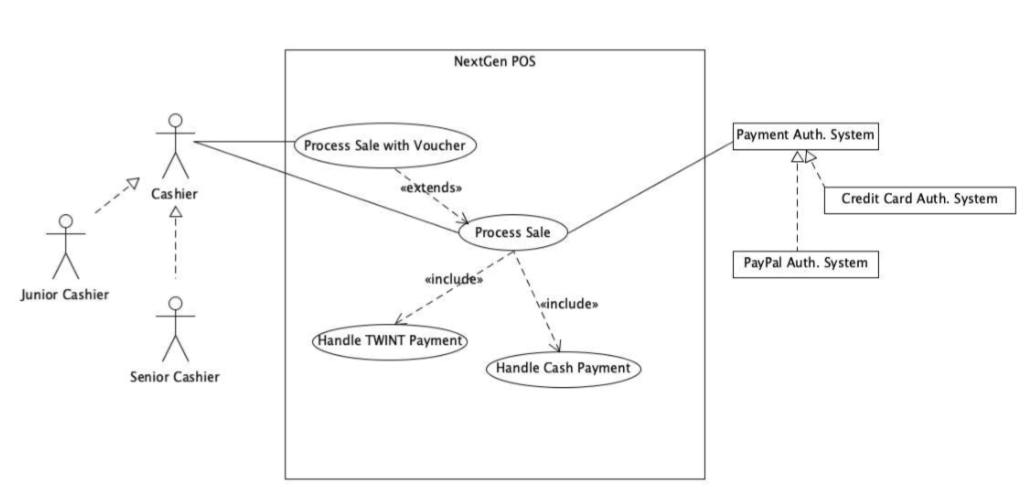 NextGen POS
Process Sale with Voucher
Payment Auth. System
Cashier
«extends»
Credit Card Auth. System
Process Sale
PayPal Auth. System
Junior Cashier
«include»
«include»
Handle TWINT Payment
Handle Cash Payment
Senior Cashier